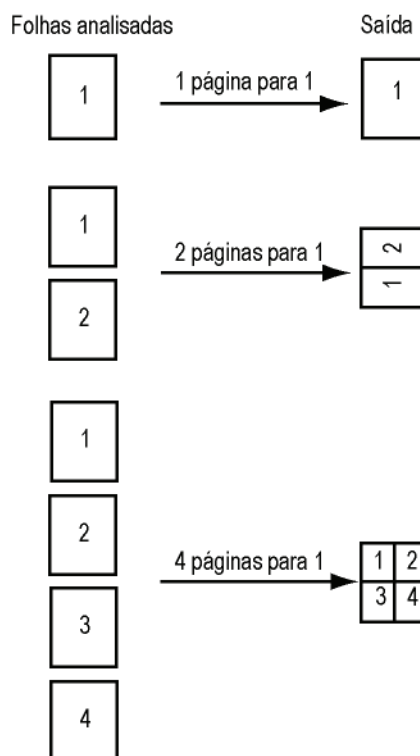 Folhas analisadas Saída
1 1 página para 1 1
1
2 páginas para 1
2
1
2
1
2
4 páginas para 1
1 2
3 4
3
4